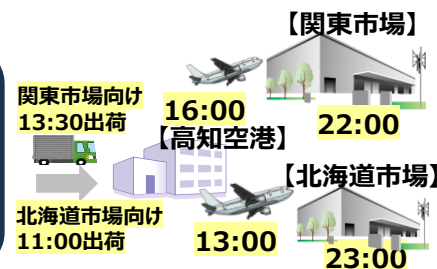 【関東市場】
関東市場向け
13:30出荷
16:00
22:00
【高知空港】
【北海道市場】
北海道市場向け
11:00出荷
13:00
23:00